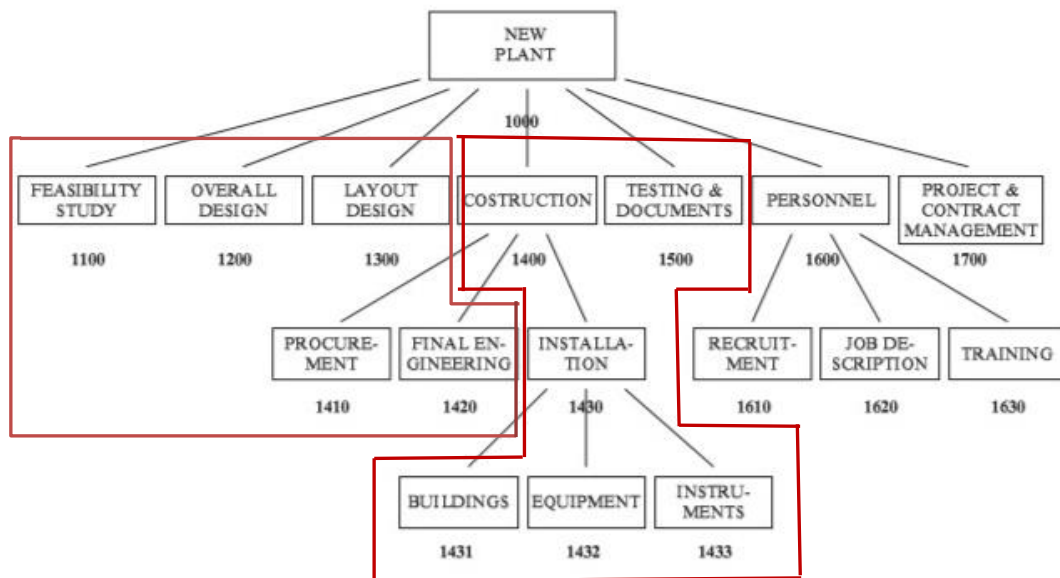 NEW
PLANT
1000
FEASIBILITY
STUDY
1100
OVERALL
DESIGN
1200
LAYOUT
DESIGN
1300
COSTRUCTION
1400
TESTING &
DOCUMENTS
1500
PERSONNEL
1600
PROJECT &
CONTRACT
MANAGEMENT
1700
PROCURE-
MENT
1410
FINAL EN-
GINEERING
1420
INSTALLA-
TION
1430
RECRUIT-
MENT
1610
JOB DE-
SCRIPTION
1620
TRAINING
1630
BUILDINGS
1431
EQUIPMENT
1432
INSTRU-
MENTS
1433